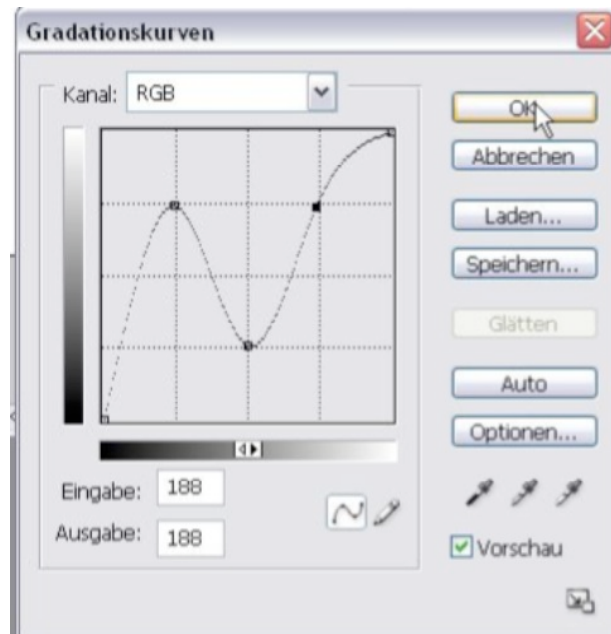 Gradationskurven
Kanal: RGB
OK
Abbrechen
Laden...
Speichern...
Glätten
Auto
Optionen...
Eingabe: 188
Ausgabe: 188
Vorschau